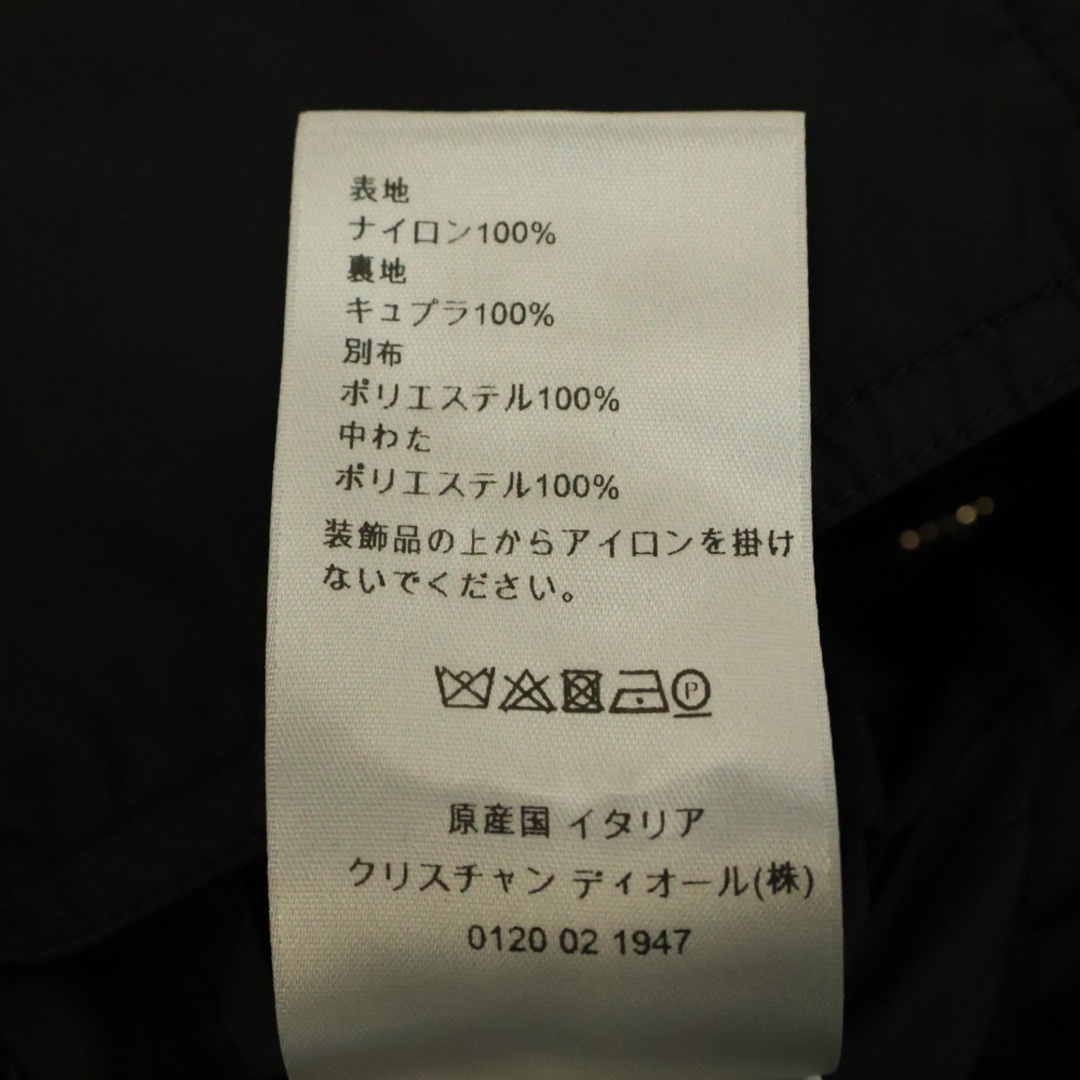 表地
ナイロン100%
裏地
キュプラ100%
別布
ポリエステル100%
中わた
ポリエステル100%
装飾品の上からアイロンを掛け
ないでください。
P
原産国 イタリア
クリスチャン ディオール(株)
0120 02 1947